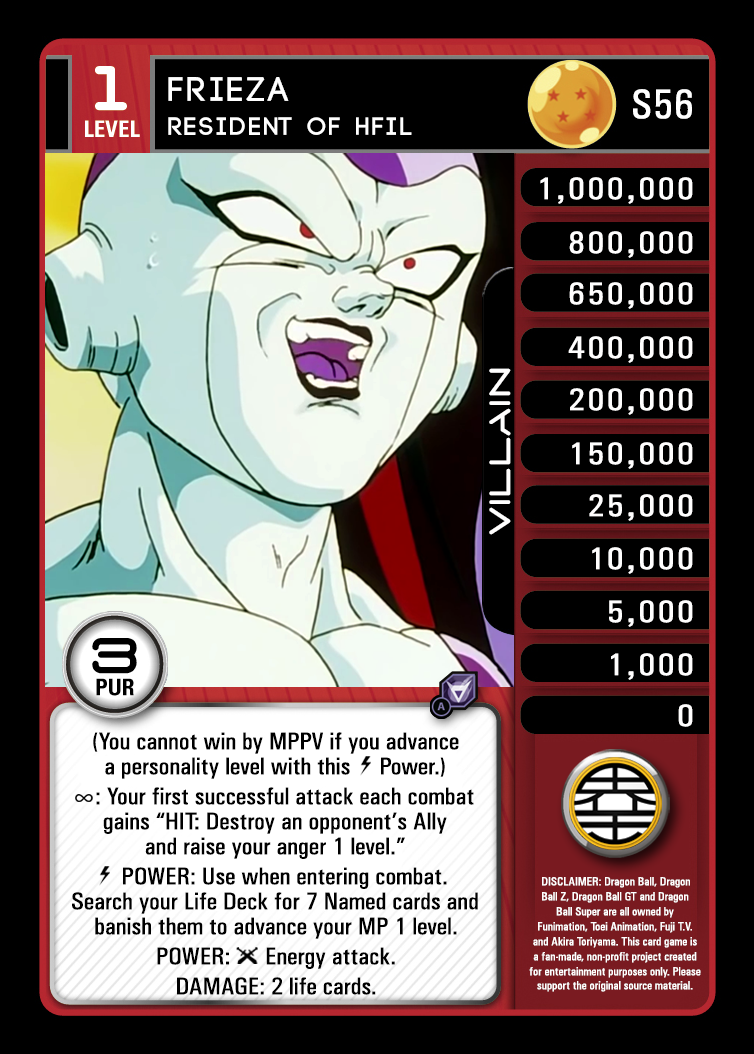 1
LEVEL
FRIEZA
RESIDENT OF HFIL
S56
1,000,000
800,000
650,000
400,000
200,000
150,000
25,000
10,000
5,000
1,000
0
VILLAIN
3
PUR
A
(You cannot win by MPPV if you advance
a personality level with this Power.)
∞: Your first successful attack each combat
gains “HIT: Destroy an opponent’s Ally
and raise your anger 1 level.”
POWER: Use when entering combat.
Search your Life Deck for 7 Named cards and
banish them to advance your MP 1 level.
POWER: Energy attack.
DAMAGE: 2 life cards.
DISCLAIMER: Dragon Ball, Dragon
Ball Z, Dragon Ball GT and Dragon
Ball Super are all owned by
Funimation, Toei Animation, Fuji T.V.
and Akira Toriyama. This card game is
a fan-made, non-profit project created
for entertainment purposes only. Please
support the original source material.